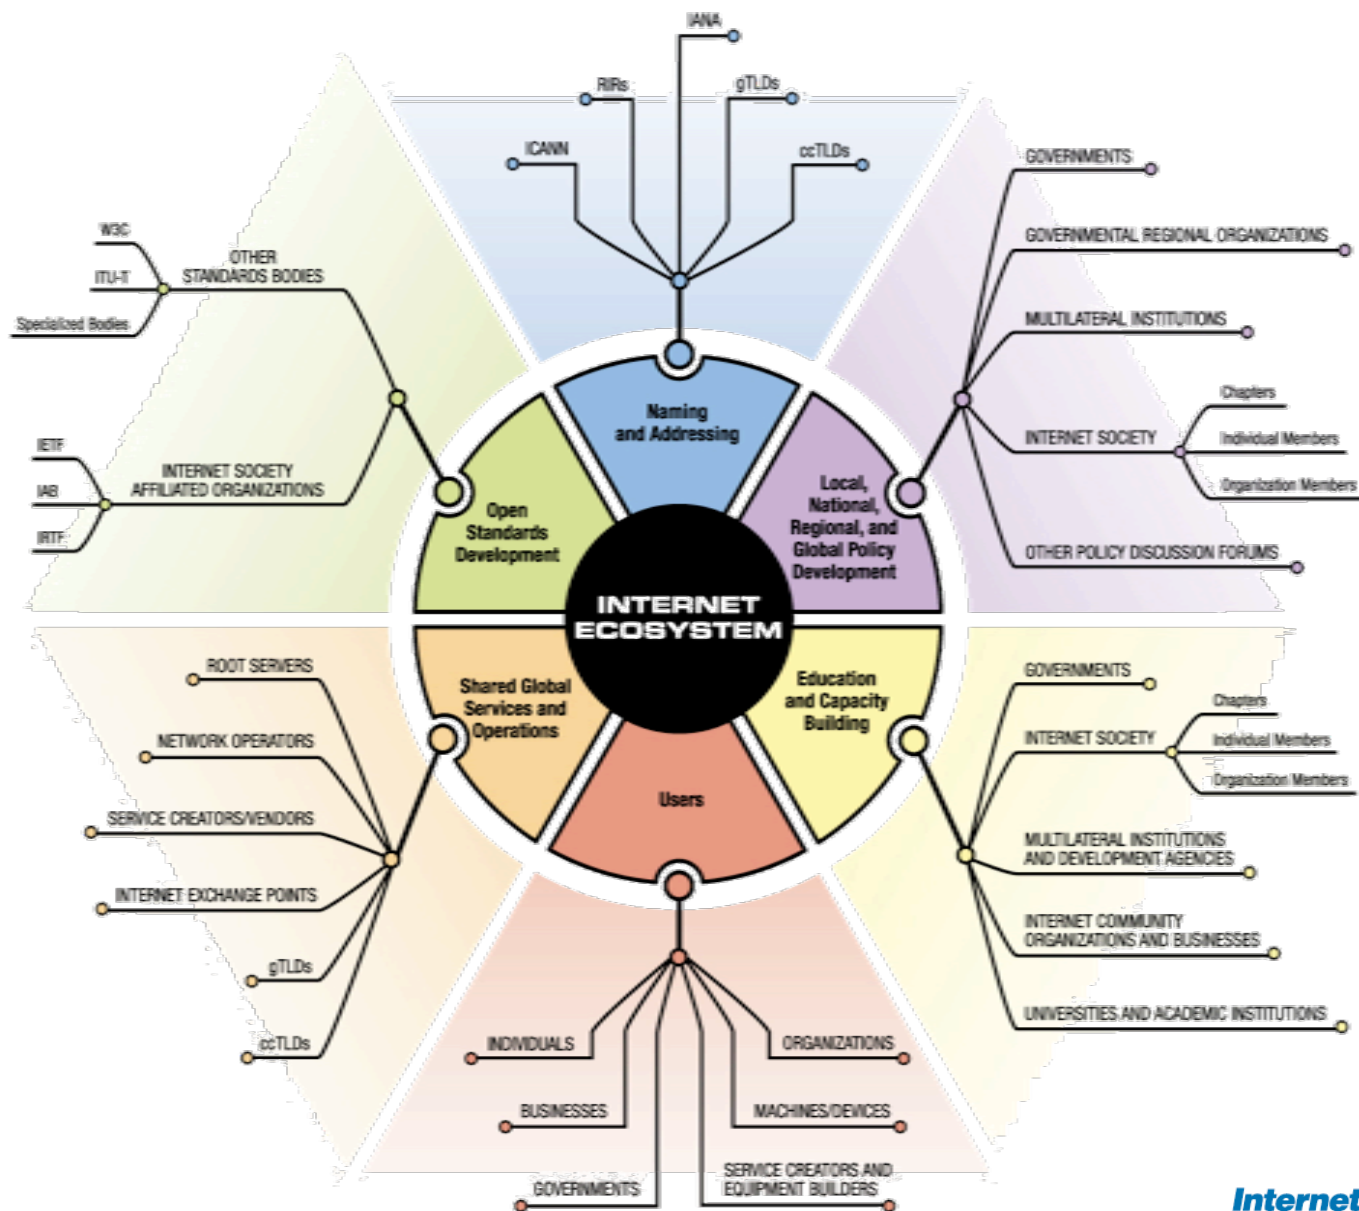 IANA
RIRs
gTLDs
ICANN
ccTLDs
GOVERNMENTS
GOVERNMENTAL REGIONAL ORGANIZATIONS
MULTILATERAL INSTITUTIONS
INTERNET SOCIETY
Chapters
Individual Members
Organization Members
OTHER POLICY DISCUSSION FORUMS
W3C
ITU-T
Specialized Bodies
OTHER
STANDARDS BODIES
IETF
IAB
IRTF
INTERNET SOCIETY
AFFILIATED ORGANIZATIONS
Naming
and Addressing
Open
Standards
Development
Local,
National,
Regional, and
Global Policy
Development
INTERNET
ECOSYSTEM
Shared Global
Services and
Operations
Users
Education
and Capacity
Building
ROOT SERVERS
NETWORK OPERATORS
SERVICE CREATORS/VENDORS
INTERNET EXCHANGE POINTS
gTLDs
ccTLDs
GOVERNMENTS
INTERNET SOCIETY
Chapters
Individual Members
Organization Members
MULTILATERAL INSTITUTIONS
AND DEVELOPMENT AGENCIES
INTERNET COMMUNITY
ORGANIZATIONS AND BUSINESSES
UNIVERSITIES AND ACADEMIC INSTITUTIONS
INDIVIDUALS
BUSINESSES
GOVERNMENTS
ORGANIZATIONS
MACHINES/DEVICES
SERVICE CREATORS AND
EQUIPMENT BUILDERS
Internet